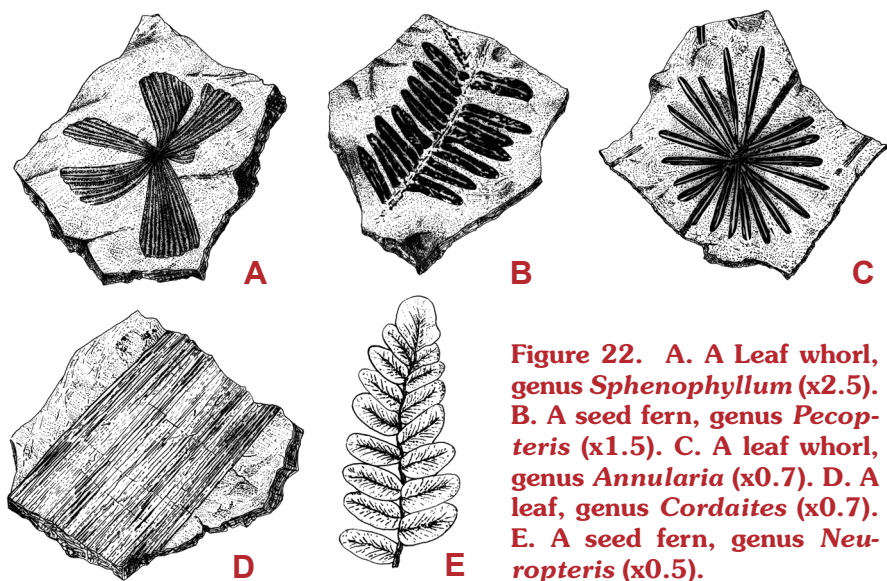 A
B
C
D
E
Figure 22. A. A Leaf whorl,
genus Sphenophyllum (x2.5).
B. A seed fern, genus Pecop-
teris (x1.5). C. A leaf whorl,
genus Annularia (x0.7). D. A
leaf, genus Cordaites (x0.7).
E. A seed fern, genus Neu-
ropteris (x0.5).